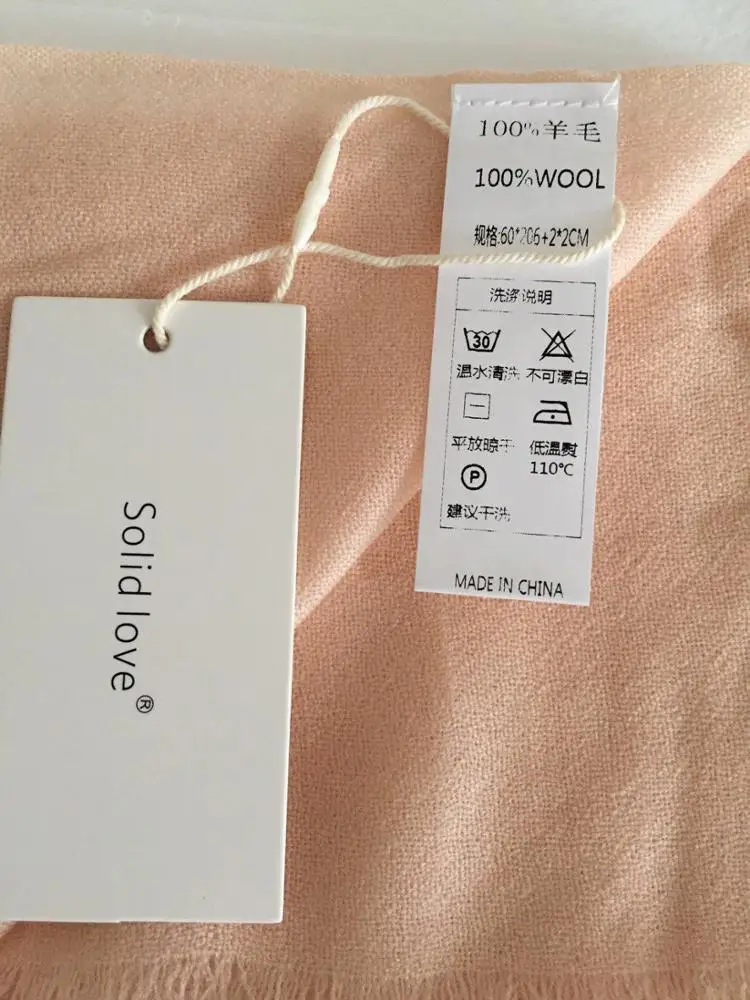 100%羊毛
100%WOOL
规格:60*206+2*2CM
洗涤说明
30
温水清洗 不可漂白
平放晾干 低温熨
110℃
P
建议干洗
MADE IN CHINA
Solid love®